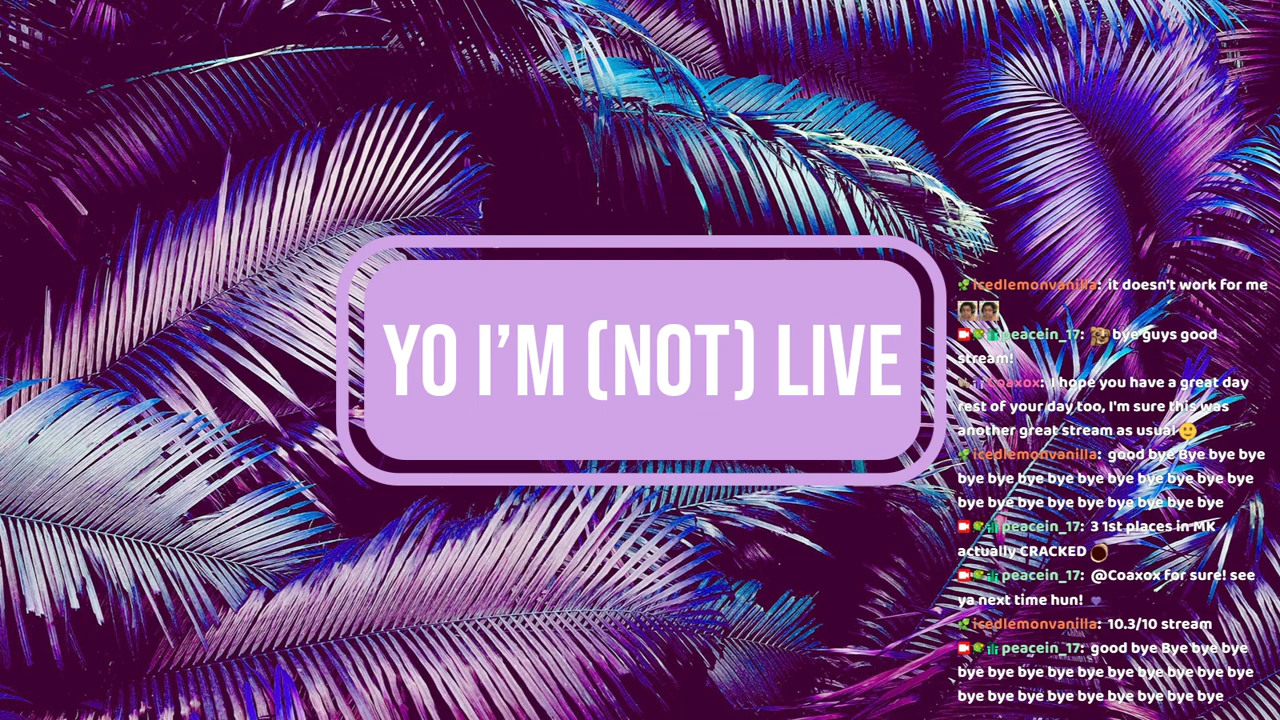 YO I'M (NOT) LIVE
icedlemonvanilla: it doesn't work for me
peacein_17: bye guys good
stream!
Coaxox: I hope you have a great day
rest of your day too, I'm sure this was
another great stream as usual
icedlemonvanilla: good bye Bye bye bye
bye bye bye bye bye bye bye bye bye bye
bye bye bye bye bye bye bye bye bye
peacein_17: 3 1st places in MK
actually CRACKED
peacein_17: @Coaxox for sure! see
ya next time hun!
icedlemonvanilla: 10.3/10 stream
peacein_17: good bye Bye bye bye
bye bye bye bye bye bye bye bye bye bye
bye bye bye bye bye bye bye bye bye